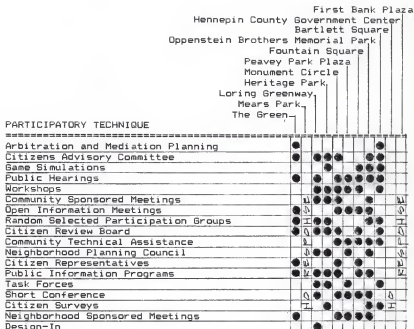 First Bank Plaza
Hennepin County Government Center
Bartlett Square
Oppenstein Brothers Memorial Park
Fountain Square
Peavey Park Plaza
Monument Circle
Heritage Park
Loring Greenway
Mears Park
The Green
PARTICIPATORY TECHNIQUE
Arbitration and Mediation Planning
Citizens Advisory Committee
Game Simulations
Public Hearings
Workshops
Community Sponsored Meetings
Open Information Meetings
Random Selected Participation Groups
Citizen Review Board
Community Technical Assistance
Neighborhood Planning Council
Citizen Representatives
Public Information Programs
Task Forces
Short Conference
Citizen Surveys
Neighborhood Sponsored Meetings
Design-In